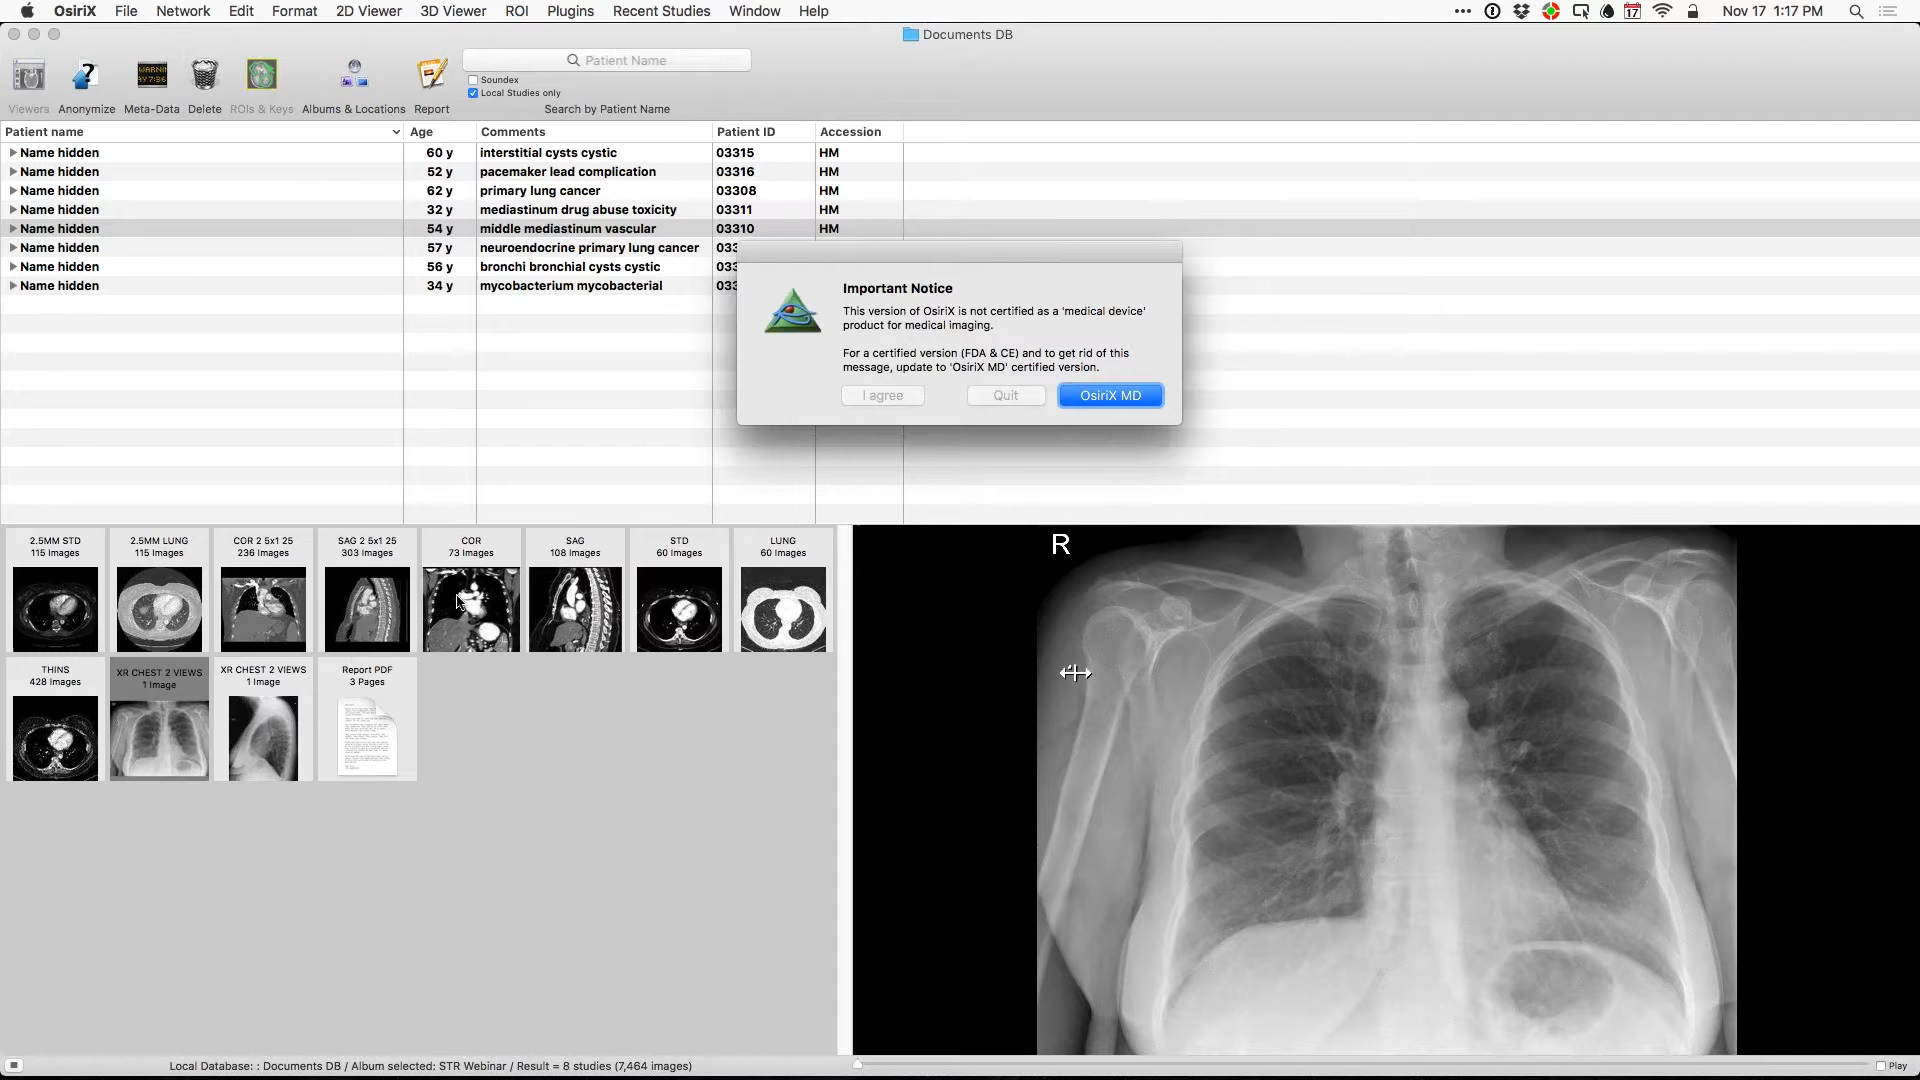 OsiriX File Network Edit Format 2D Viewer 3D Viewer ROI Plugins Recent Studies Window Help
17
Nov 17 1:17 PM
Documents DB
Patient Name
WARNIN
AY 7:36
?
Soundex
Local Studies only
Viewers Anonymize Meta-Data Delete ROIs & Keys Albums & Locations Report Search by Patient Name
Patient name Age Comments Patient ID Accession
Name hidden 60 y interstitial cysts cystic 03315 HM
Name hidden 52 y pacemaker lead complication 03316 HM
Name hidden 62 y primary lung cancer 03308 HM
Name hidden 32 y mediastinum drug abuse toxicity 03311 HM
Name hidden 54 y middle mediastinum vascular 03310 HM
Name hidden 57 y neuroendocrine primary lung cancer 033
Name hidden 56 y bronchi bronchial cysts cystic 033
Name hidden 34 y mycobacterium mycobacterial 033
Important Notice
This version of OsiriX is not certified as a 'medical device'
product for medical imaging.
For a certified version (FDA & CE) and to get rid of this
message, update to 'OsiriX MD' certified version.
I agree Quit OsiriX MD
2.5MM STD 2.5MM LUNG COR 2 5x1 25 SAG 2 5x1 25 COR SAG STD LUNG
115 Images 115 Images 236 Images 303 Images 73 Images 108 Images 60 Images 60 Images
THINS XR CHEST 2 VIEWS XR CHEST 2 VIEWS Report PDF
428 Images 1 Image 1 Image 3 Pages
R
Local Database: : Documents DB / Album selected: STR Webinar / Result = 8 studies (7,464 images)
Play